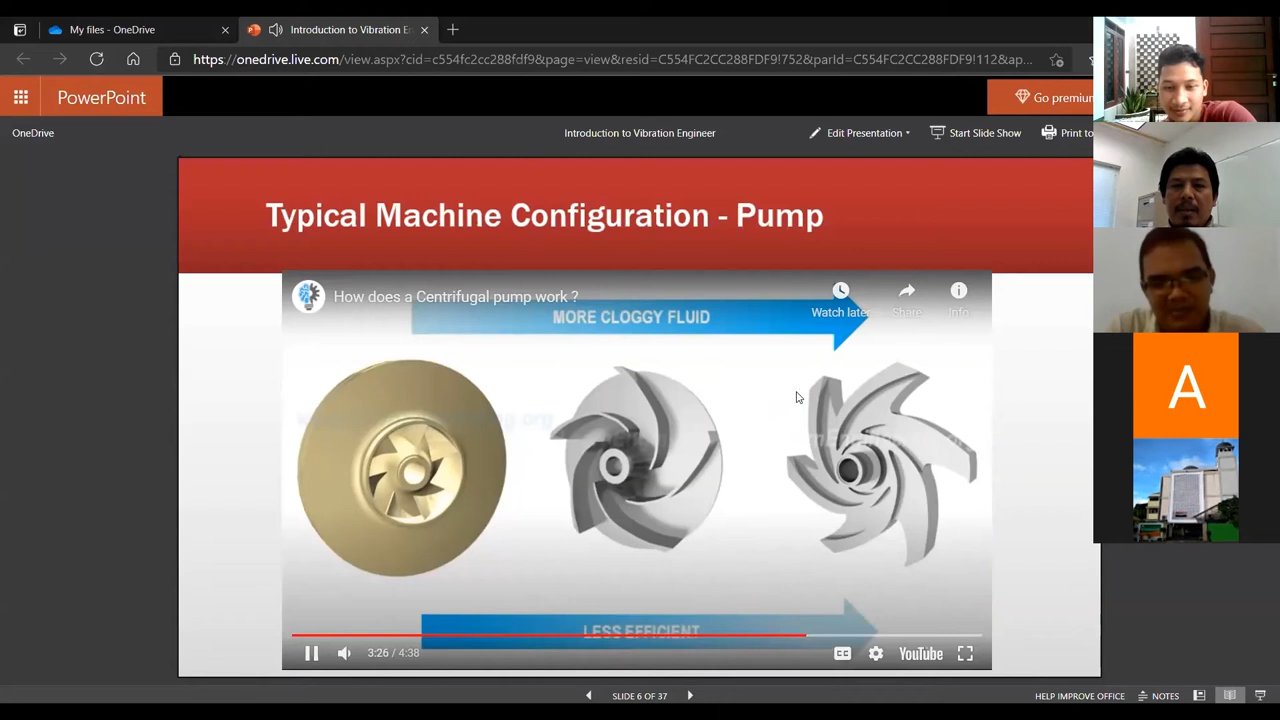 My files - OneDrive
Introduction to Vibration En
https://onedrive.live.com/view.aspx?cid=c554fc2cc288fdf9&page=view&resid=C554FC2CC288FDF9!752&parId=C554FC2CC288FDF9!112&ap...
PowerPoint
Go premium
OneDrive
Introduction to Vibration Engineer
Edit Presentation
Start Slide Show
Print to
Typical Machine Configuration - Pump
How does a Centrifugal pump work ?
Watch later
Share
Info
MORE CLOGGY FLUID
A
LESS EFFICIENT
3:26 / 4:38
CC
YouTube
SLIDE 6 OF 37
HELP IMPROVE OFFICE
NOTES